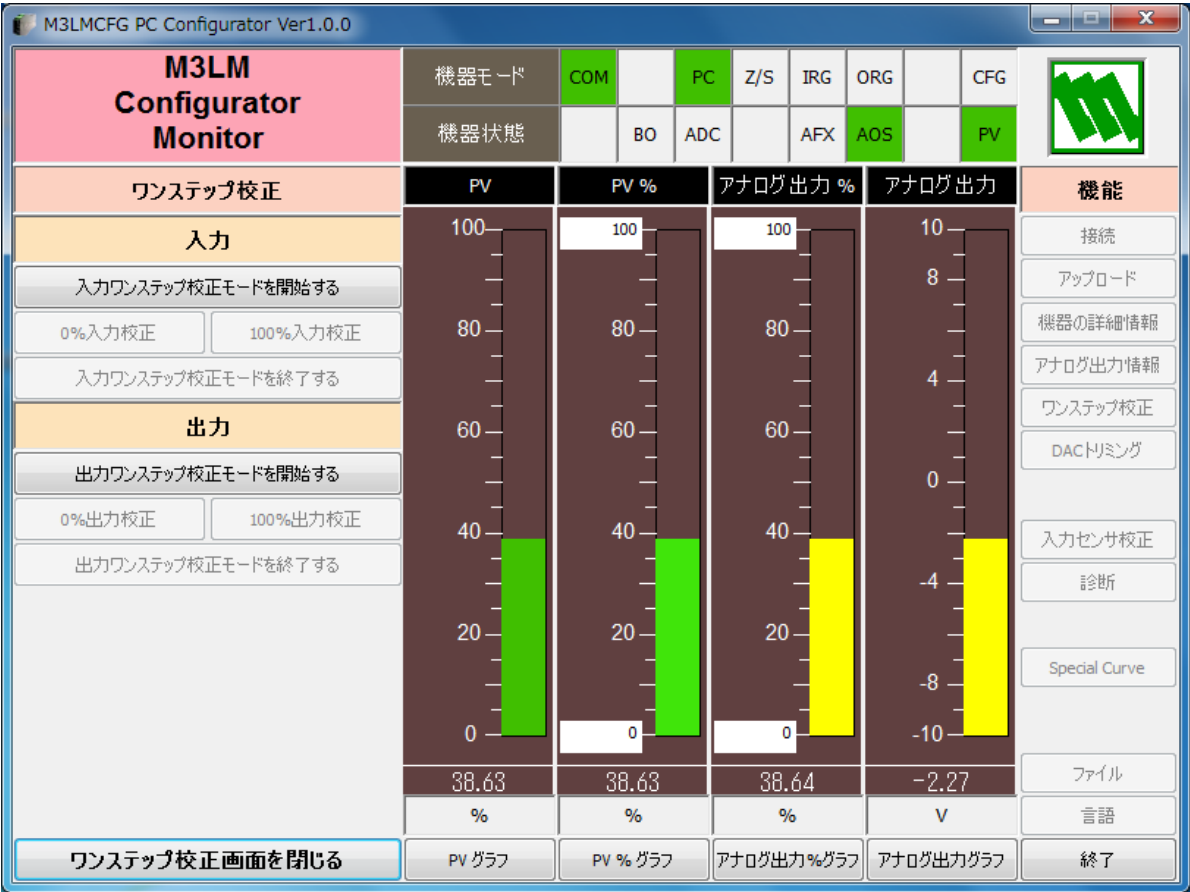 M3LMCFG PC Configurator Ver1.0.0
M3LM
Configurator
Monitor
機器モード
COM
PC
Z/S
IRG
ORG
CFG
機器状態
BO
ADC
AFX
AOS
PV
ワンステップ校正
入力
入力ワンステップ校正モードを開始する
0%入力校正
100%入力校正
入力ワンステップ校正モードを終了する
出力
出力ワンステップ校正モードを開始する
0%出力校正
100%出力校正
出力ワンステップ校正モードを終了する
ワンステップ校正画面を閉じる
PV
100
80
60
40
20
0
38.63
%
PV グラフ
PV %
100
80
60
40
20
0
38.63
%
PV % グラフ
アナログ出力 %
100
80
60
40
20
0
38.64
%
アナログ出力%グラフ
アナログ出力
10
8
4
0
-4
-8
-10
-2.27
V
アナログ出力グラフ
機能
接続
アップロード
機器の詳細情報
アナログ出力情報
ワンステップ校正
DACトリミング
入力センサ校正
診断
Special Curve
ファイル
言語
終了